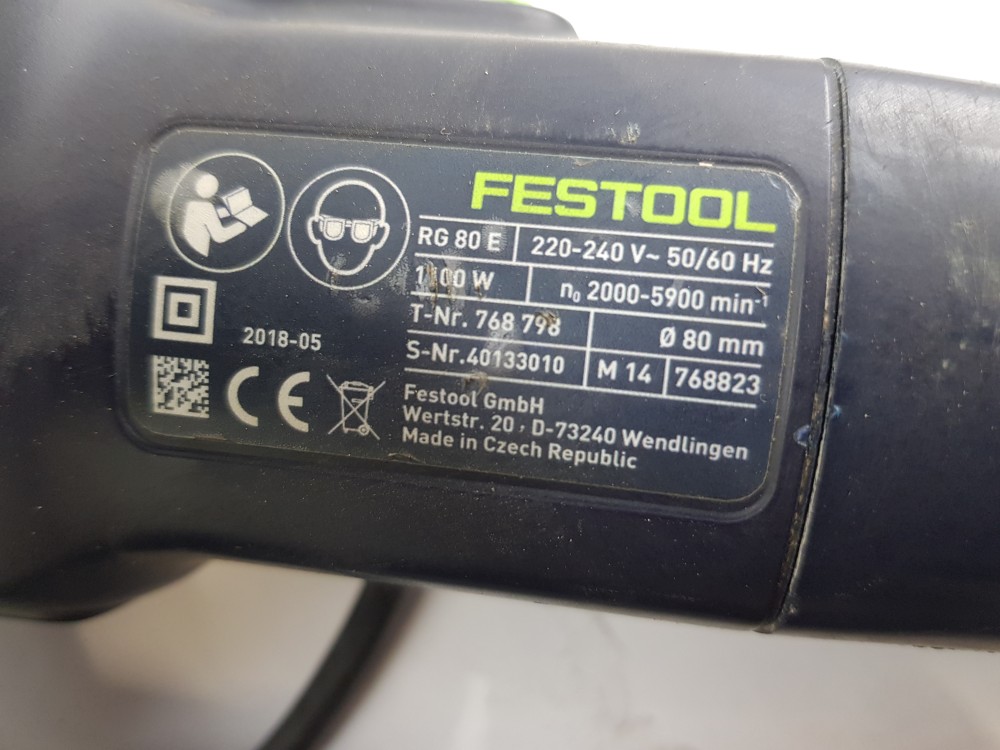 FESTOOL
RG 80 E 220-240 V~ 50/60 Hz
1100 W n₀ 2000-5900 min⁻¹
T-Nr. 768 798 Ø 80 mm
S-Nr.40133010 M 14 768823
2018-05
CE
Festool GmbH
Wertstr. 20, D-73240 Wendlingen
Made in Czech Republic